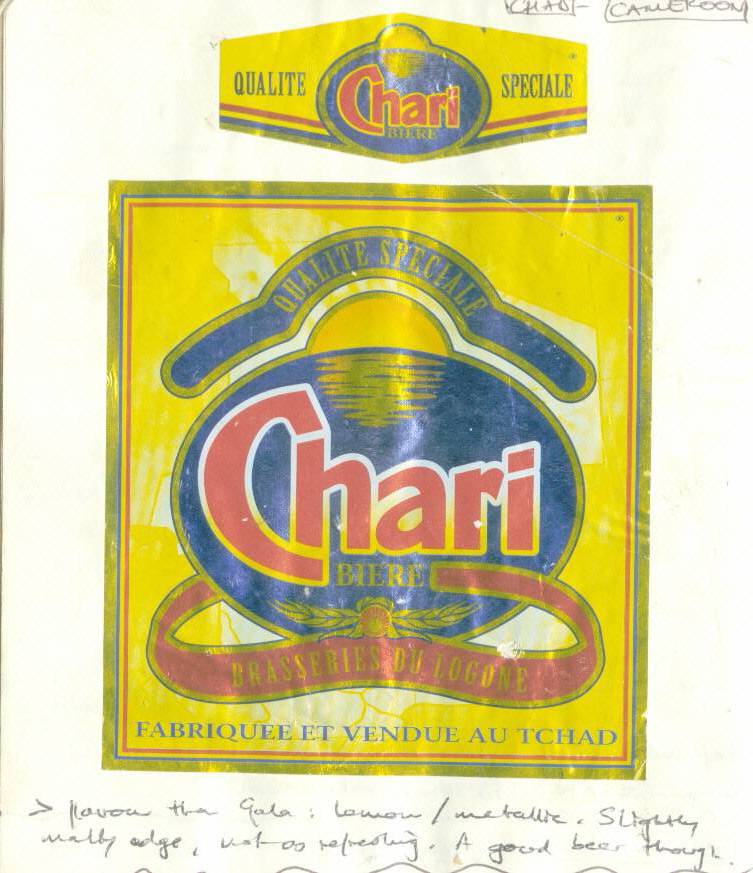 CHAD - CAMEROON
QUALITE Chari SPECIALE
BIERE
QUALITE SPECIALE
Chari
BIERE
BRASSERIES DU LOGONE
FABRIQUEE ET VENDUE AU TCHAD
> flavour than Gala : lemon / metallic. Slightly
malty edge, not as refreshing. A good beer though.